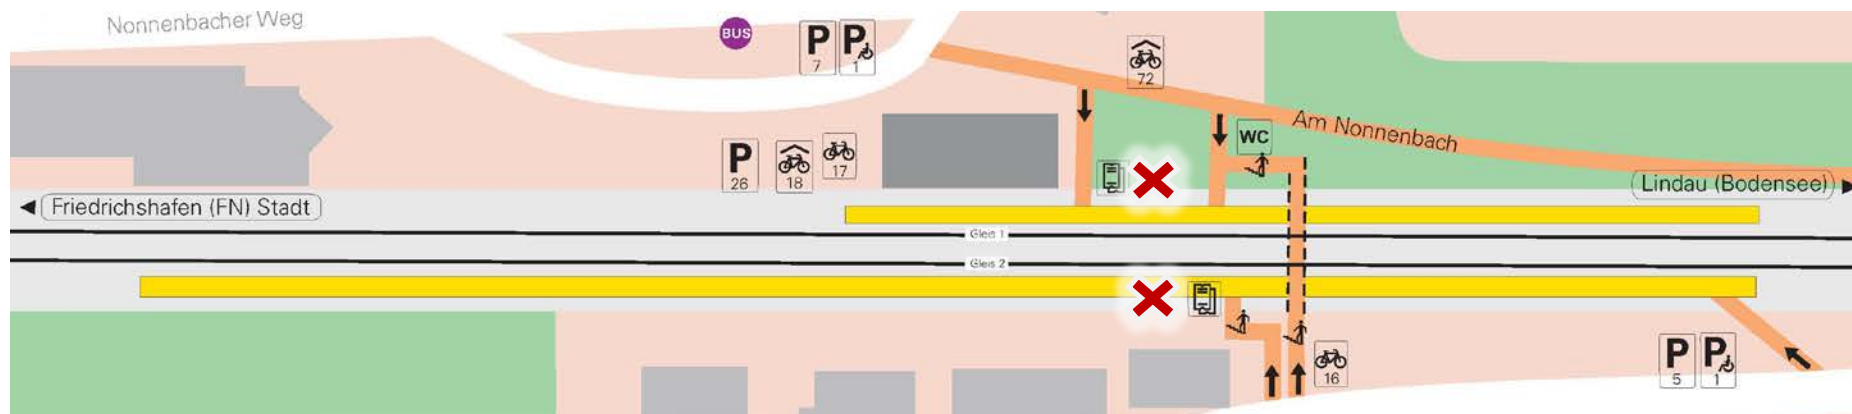 Nonnenbacher Weg
BUS
P
7
P
1
72
WC
Am Nonnenbach
P
26
18
17
Friedrichshafen (FN) Stadt
Lindau (Bodensee)
Gleis 1
Gleis 2
16
P
5
P
1